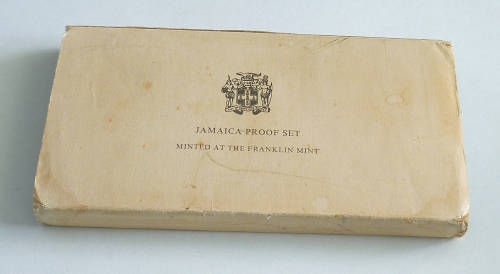 JAMAICA PROOF SET
MINTED AT THE FRANKLIN MINT